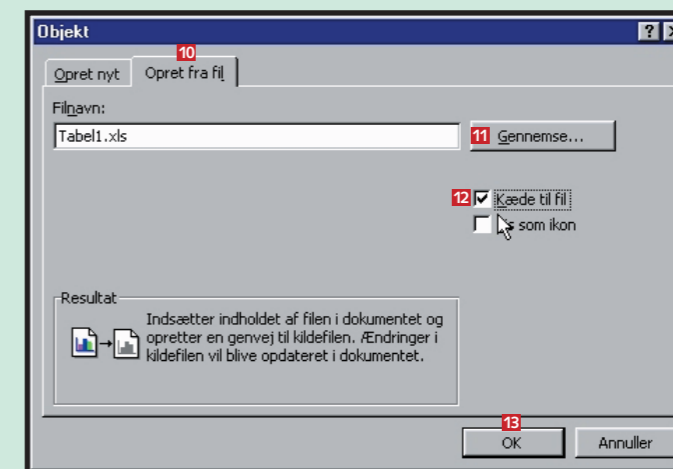 Objekt
10
Opret nyt Opret fra fil
Filnavn:
Tabel1.xls
11 Gennemse...
12 Kæde til fil
som ikon
Resultat
Indsætter indholdet af filen i dokumentet og
opretter en genvej til kildefilen. Ændringer i
kildefilen vil blive opdateret i dokumentet.
13
OK Annuller